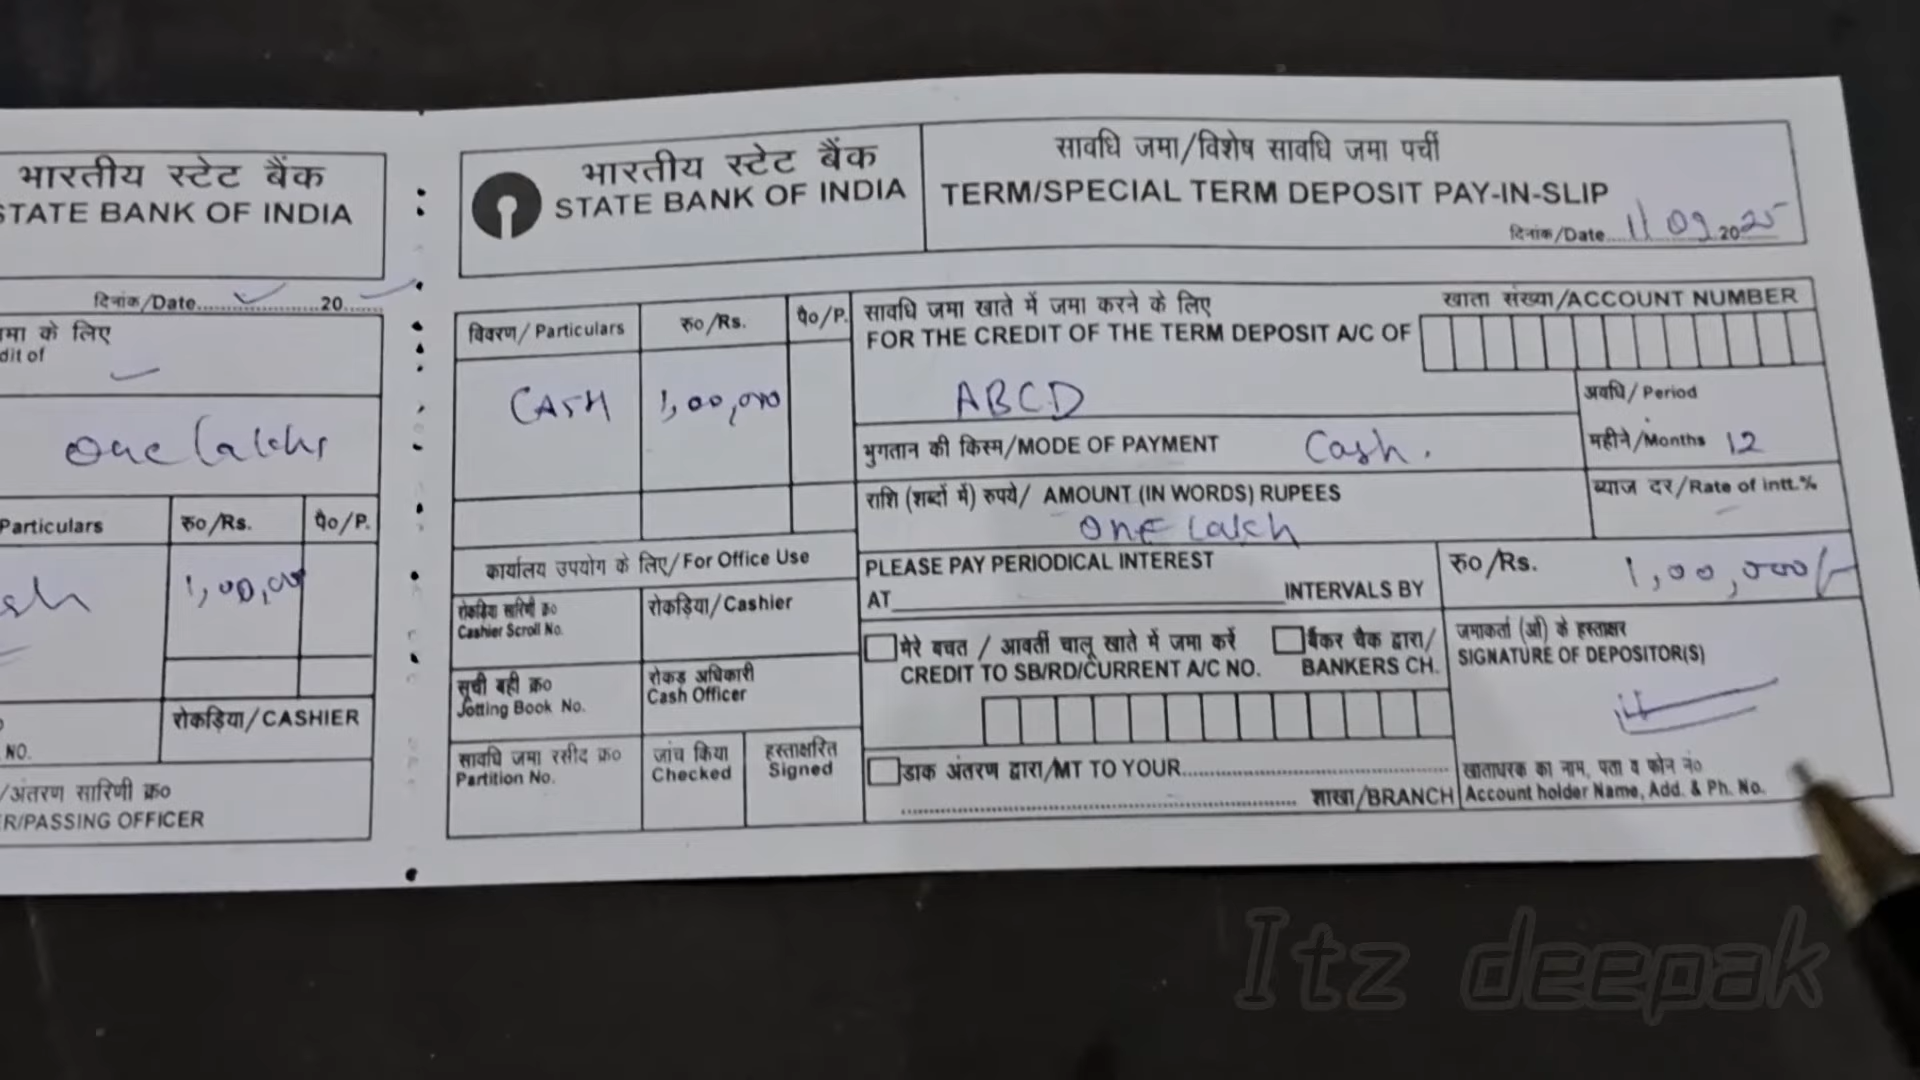 भारतीय स्टेट बैंक
STATE BANK OF INDIA
दिनांक/Date....................20
मा के लिए
dit of
one lakhs
Particulars रु०/Rs. पै०/P.
sh 1,00,00
रोकड़िया/CASHIER
NO.
/अंतरण सारिणी क्र०
R/PASSING OFFICER
भारतीय स्टेट बैंक
STATE BANK OF INDIA
सावधि जमा/विशेष सावधि जमा पर्ची
TERM/SPECIAL TERM DEPOSIT PAY-IN-SLIP
दिनांक/Date 11 09 2025
विवरण/Particulars रु०/Rs. पै०/P.
CASH 1,00,000
कार्यालय उपयोग के लिए/For Office Use
रोकड़िया सारिणी क्र०
Cashier Scroll No.
रोकड़िया/Cashier
सूची बही क्र०
Jotting Book No.
रोकड़ अधिकारी
Cash Officer
सावधि जमा रसीद क्र०
Partition No.
जांच किया
Checked
हस्ताक्षरित
Signed
सावधि जमा खाते में जमा करने के लिए
FOR THE CREDIT OF THE TERM DEPOSIT A/C OF
खाता संख्या/ACCOUNT NUMBER
ABCD
अवधि/Period
महीने/Months 12
भुगतान की किस्म/MODE OF PAYMENT Cash.
ब्याज दर/Rate of intt.%
राशि (शब्दों में) रुपये/ AMOUNT (IN WORDS) RUPEES
one lakh
PLEASE PAY PERIODICAL INTEREST
AT INTERVALS BY
रु०/Rs. 1,00,000/-
मेरे बचत / आवर्ती चालू खाते में जमा करें
CREDIT TO SB/RD/CURRENT A/C NO.
बैंकर चैक द्वारा/
BANKERS CH.
जमाकर्ता (ओं) के हस्ताक्षर
SIGNATURE OF DEPOSITOR(S)
डाक अंतरण द्वारा/MT TO YOUR
शाखा/BRANCH
खाताधारक का नाम, पता व फोन नं०
Account holder Name, Add. & Ph. No.
Itz deepak